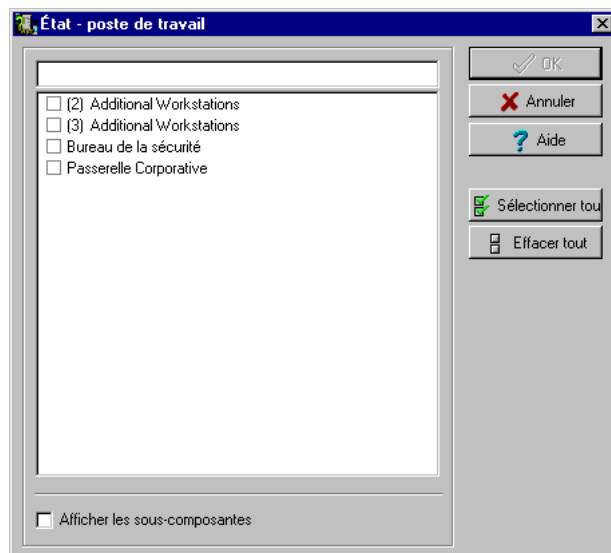 État - poste de travail
OK
(2) Additional Workstations
(3) Additional Workstations
Bureau de la sécurité
Passerelle Corporative
Annuler
Aide
Sélectionner tou
Effacer tout
Afficher les sous-composantes